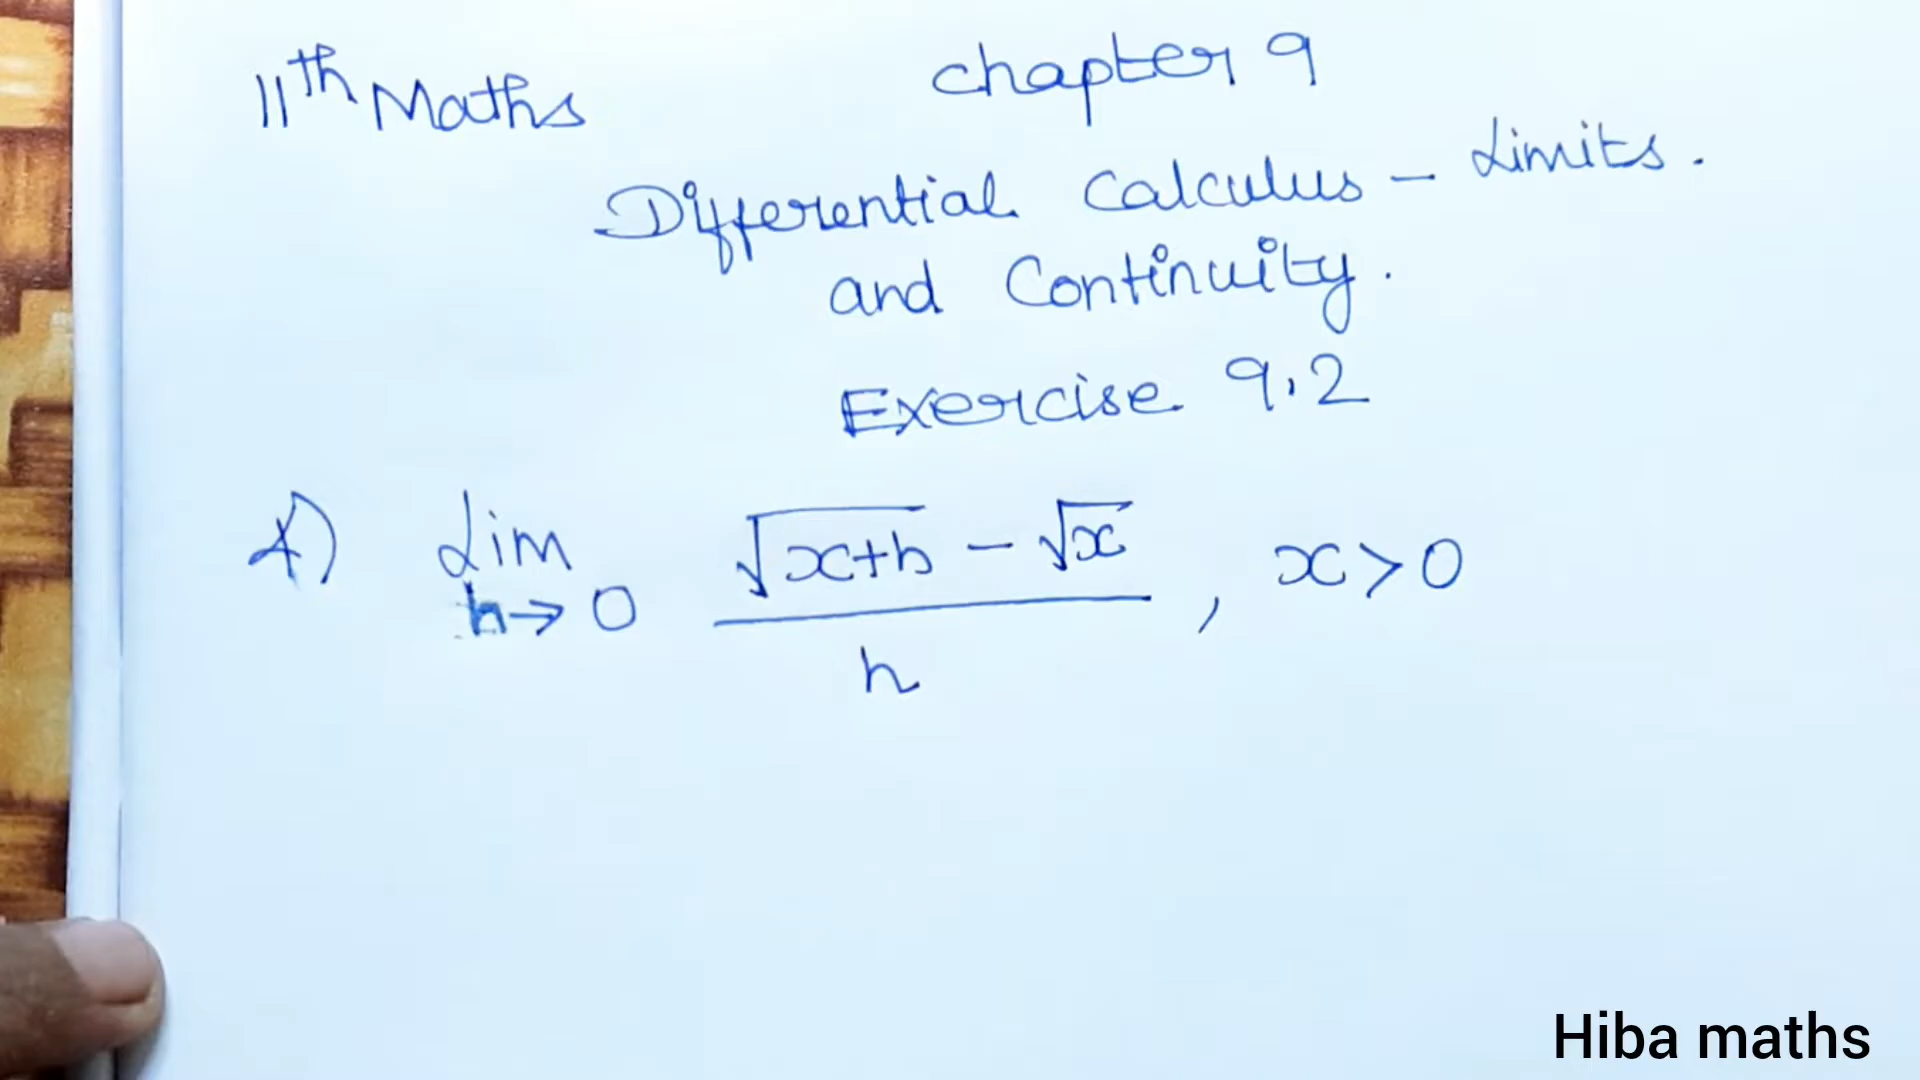 11th Maths
chapter 9
Differential Calculus - Limits.
and Continuity.
Exercise 9.2
4) Lim h→0 (√(x+h) - √x)/h , x>0
Hiba maths